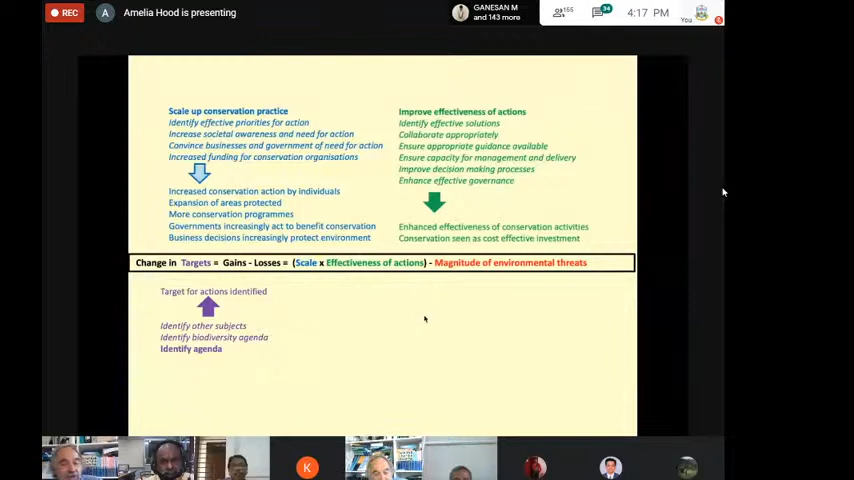 REC
A
Amelia Hood is presenting
GANESAN M
and 143 more
155
34
4:17 PM
You
Scale up conservation practice
Identify effective priorities for action
Increase societal awareness and need for action
Convince businesses and government of need for action
Increased funding for conservation organisations
Increased conservation action by individuals
Expansion of areas protected
More conservation programmes
Governments increasingly act to benefit conservation
Business decisions increasingly protect environment
Improve effectiveness of actions
Identify effective solutions
Collaborate appropriately
Ensure appropriate guidance available
Ensure capacity for management and delivery
Improve decision making processes
Enhance effective governance
Enhanced effectiveness of conservation activities
Conservation seen as cost effective investment
Change in Targets = Gains - Losses = (Scale x Effectiveness of actions) - Magnitude of environmental threats
Target for actions identified
Identify other subjects
Identify biodiversity agenda
Identify agenda
K